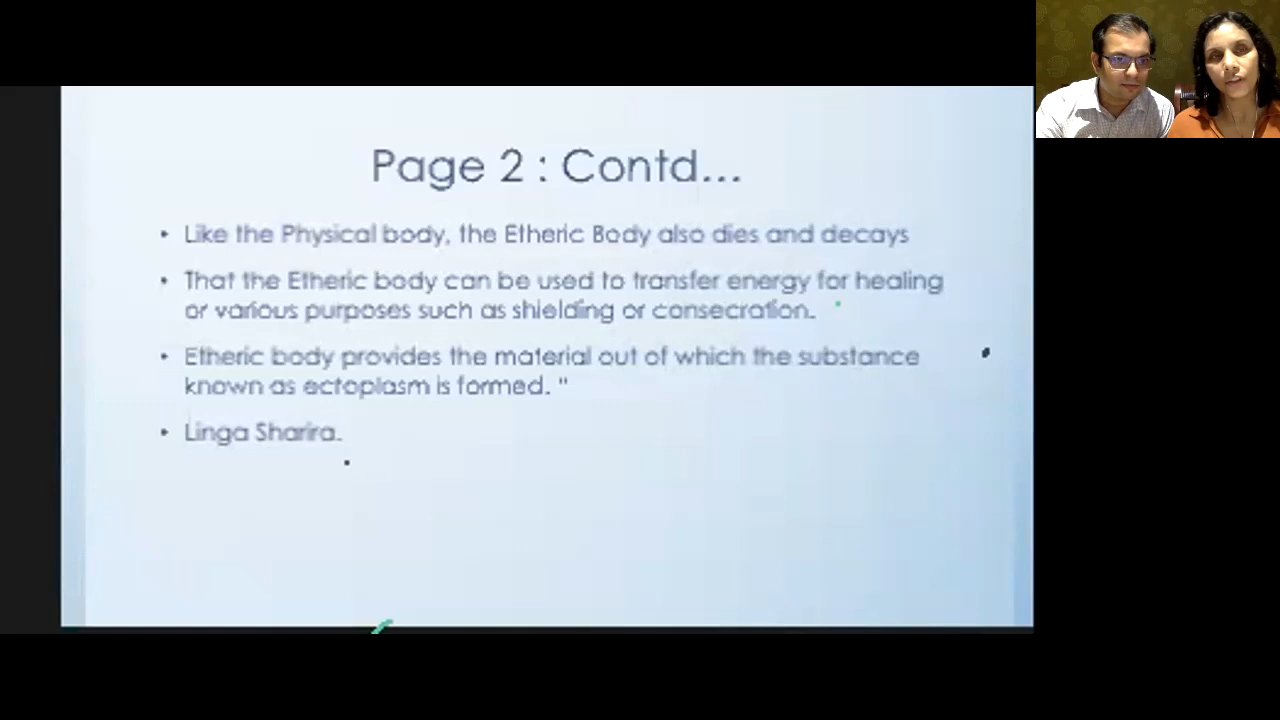 Page 2 : Contd...
• Like the Physical body, the Etheric Body also dies and decays
• That the Etheric body can be used to transfer energy for healing
or various purposes such as shielding or consecration.
• Etheric body provides the material out of which the substance
known as ectoplasm is formed. "
• Linga Sharira.